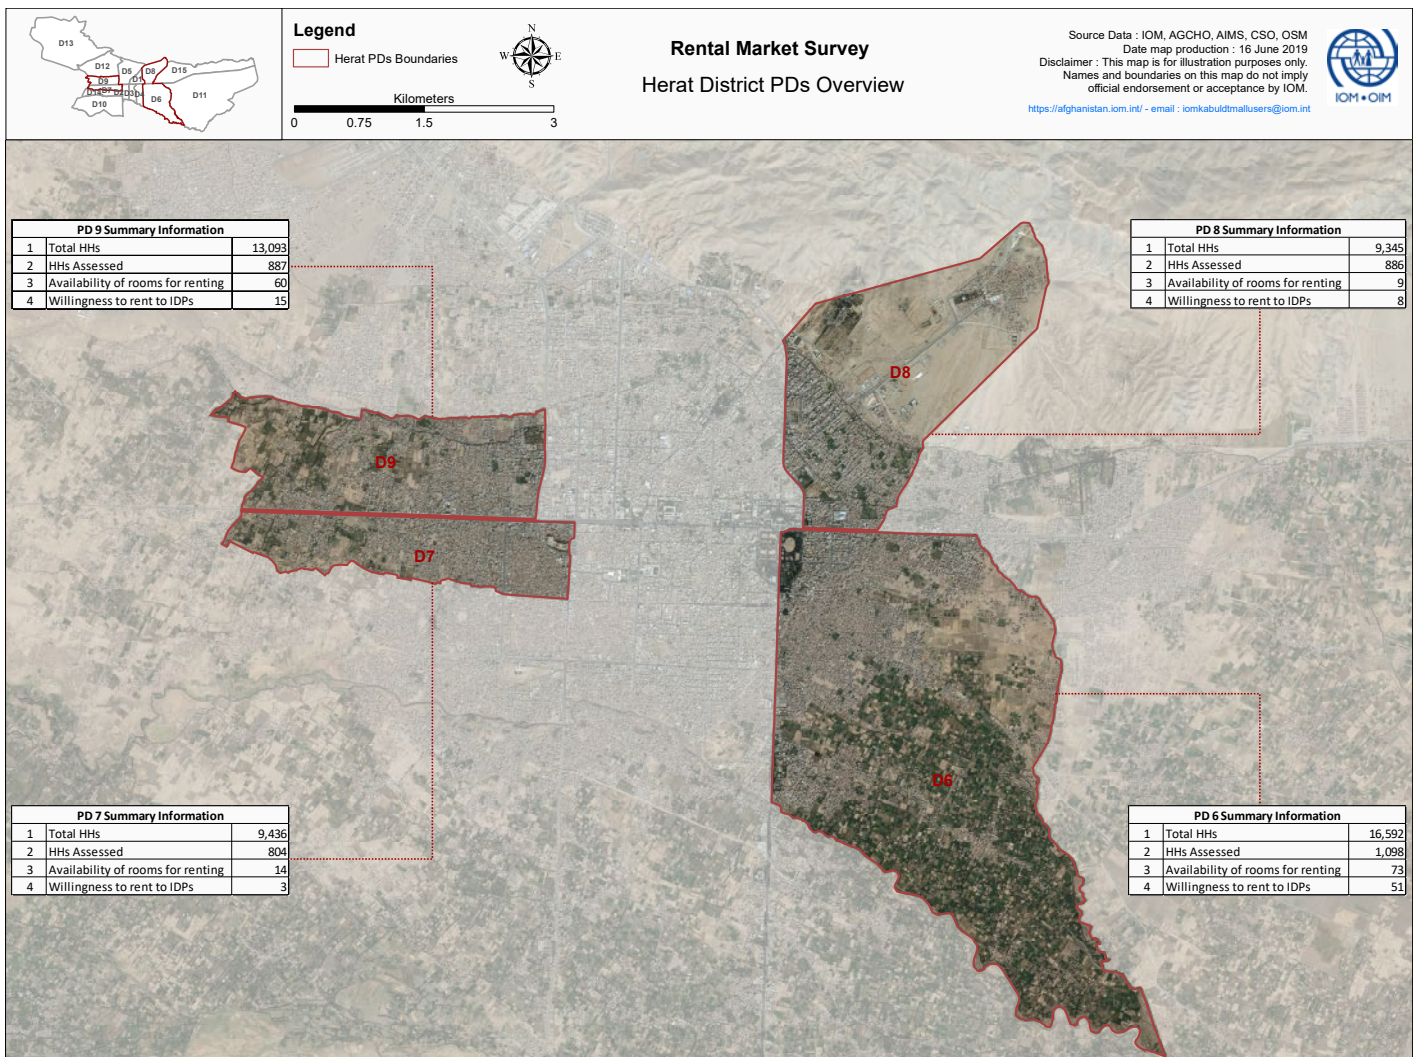 D13
D12
D5
D8
D15
D9
D1
D14
D7
D2
D3
D4
D6
D11
D10
Legend
Herat PDs Boundaries
N
W
E
S
Kilometers
0 0.75 1.5 3
Rental Market Survey
Herat District PDs Overview
Source Data : IOM, AGCHO, AIMS, CSO, OSM
Date map production : 16 June 2019
Disclaimer : This map is for illustration purposes only.
Names and boundaries on this map do not imply
official endorsement or acceptance by IOM.
https://afghanistan.iom.int/ - email : iomkabuldtmallusers@iom.int
IOM • OIM
PD 9 Summary Information
1 Total HHs 13,093
2 HHs Assessed 887
3 Availability of rooms for renting 60
4 Willingness to rent to IDPs 15
PD 8 Summary Information
1 Total HHs 9,345
2 HHs Assessed 886
3 Availability of rooms for renting 9
4 Willingness to rent to IDPs 8
D8
D9
D7
D6
PD 7 Summary Information
1 Total HHs 9,436
2 HHs Assessed 804
3 Availability of rooms for renting 14
4 Willingness to rent to IDPs 3
PD 6 Summary Information
1 Total HHs 16,592
2 HHs Assessed 1,098
3 Availability of rooms for renting 73
4 Willingness to rent to IDPs 51